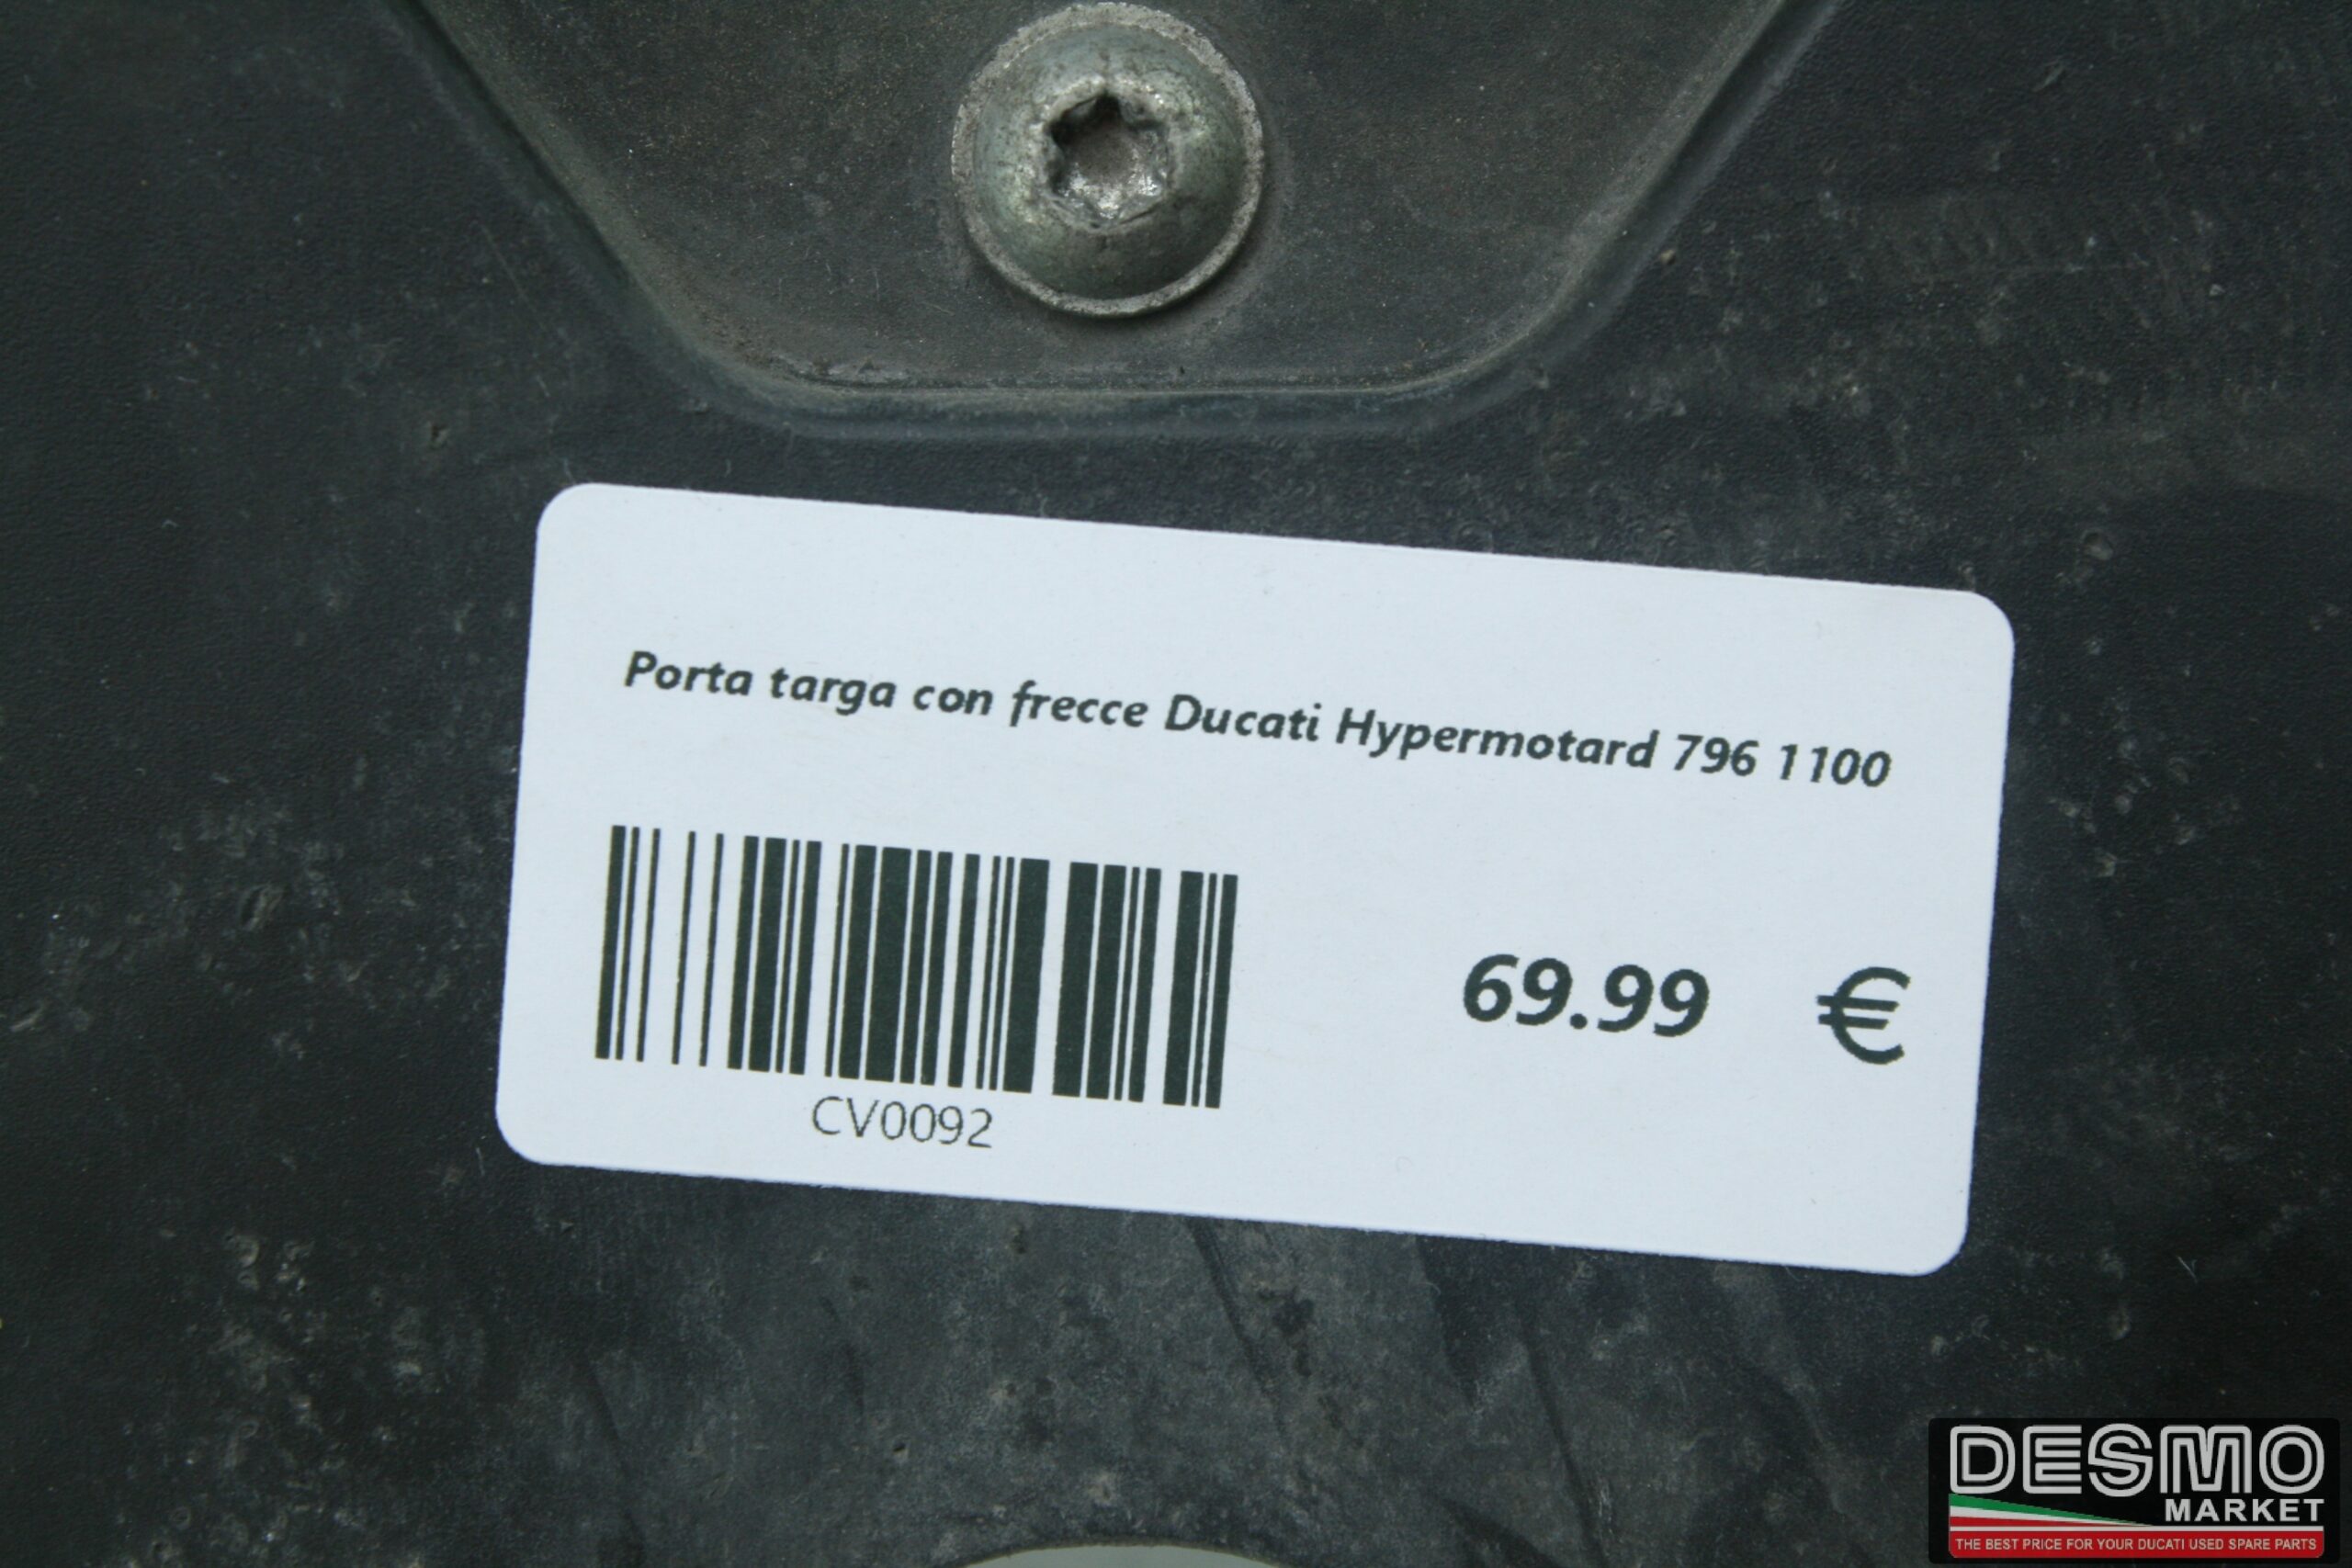 Porta targa con frecce Ducati Hypermotard 796 1100
69.99 €
CV0092
DESMO
MARKET
THE BEST PRICE FOR YOUR DUCATI USED SPARE PARTS